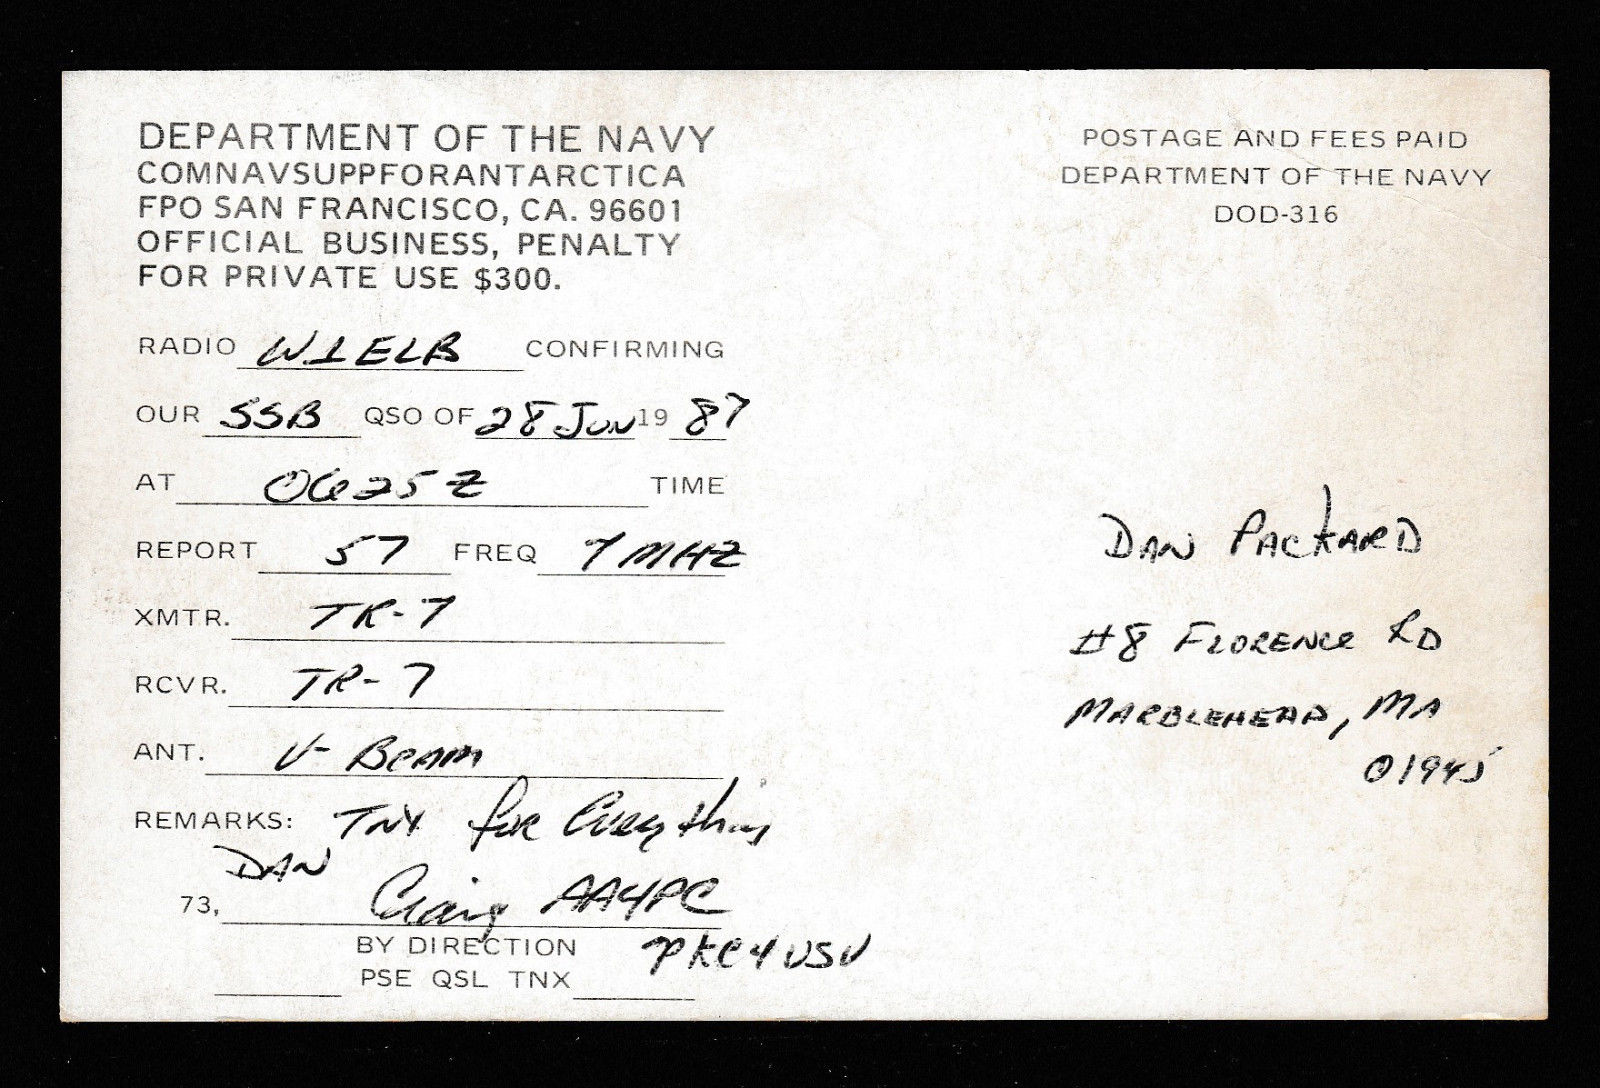 DEPARTMENT OF THE NAVY
COMNAVSUPPFORANTARCTICA
FPO SAN FRANCISCO, CA. 96601
OFFICIAL BUSINESS, PENALTY
FOR PRIVATE USE $300.
POSTAGE AND FEES PAID
DEPARTMENT OF THE NAVY
DOD-316
RADIO W1ELB CONFIRMING
OUR SSB QSO OF 28 Jun 19 87
AT 0625Z TIME
REPORT 57 FREQ 7 MHZ
XMTR. TR-7
RCVR. TR-7
ANT. V-Beam
REMARKS: TNX for Everything
DAN
73, Craig AA4PC
BY DIRECTION KC4USV
PSE QSL TNX
DAN PACKARD
#8 FLORENCE RD
MARBLEHEAD, MA
01945